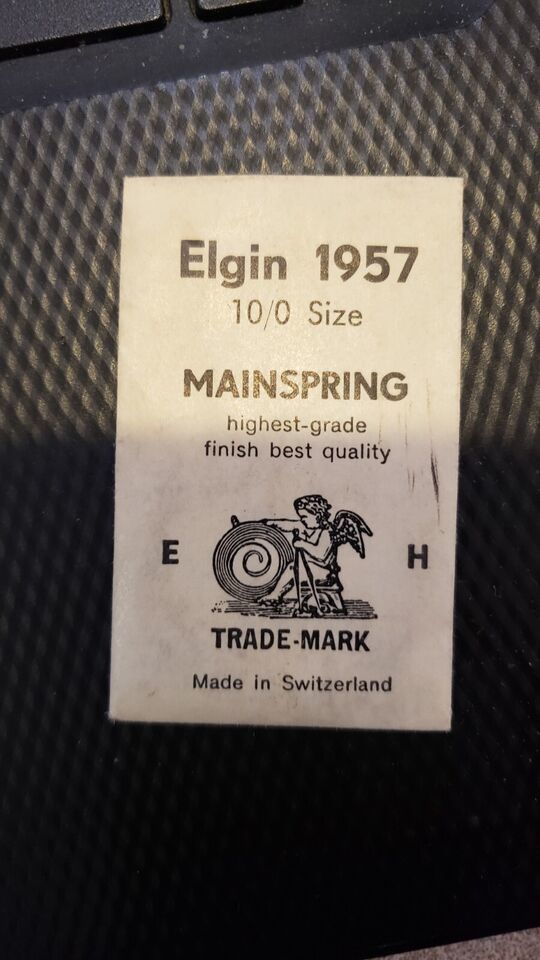 Elgin 1957
10/0 Size
MAINSPRING
highest-grade
finish best quality
E H
TRADE-MARK
Made in Switzerland